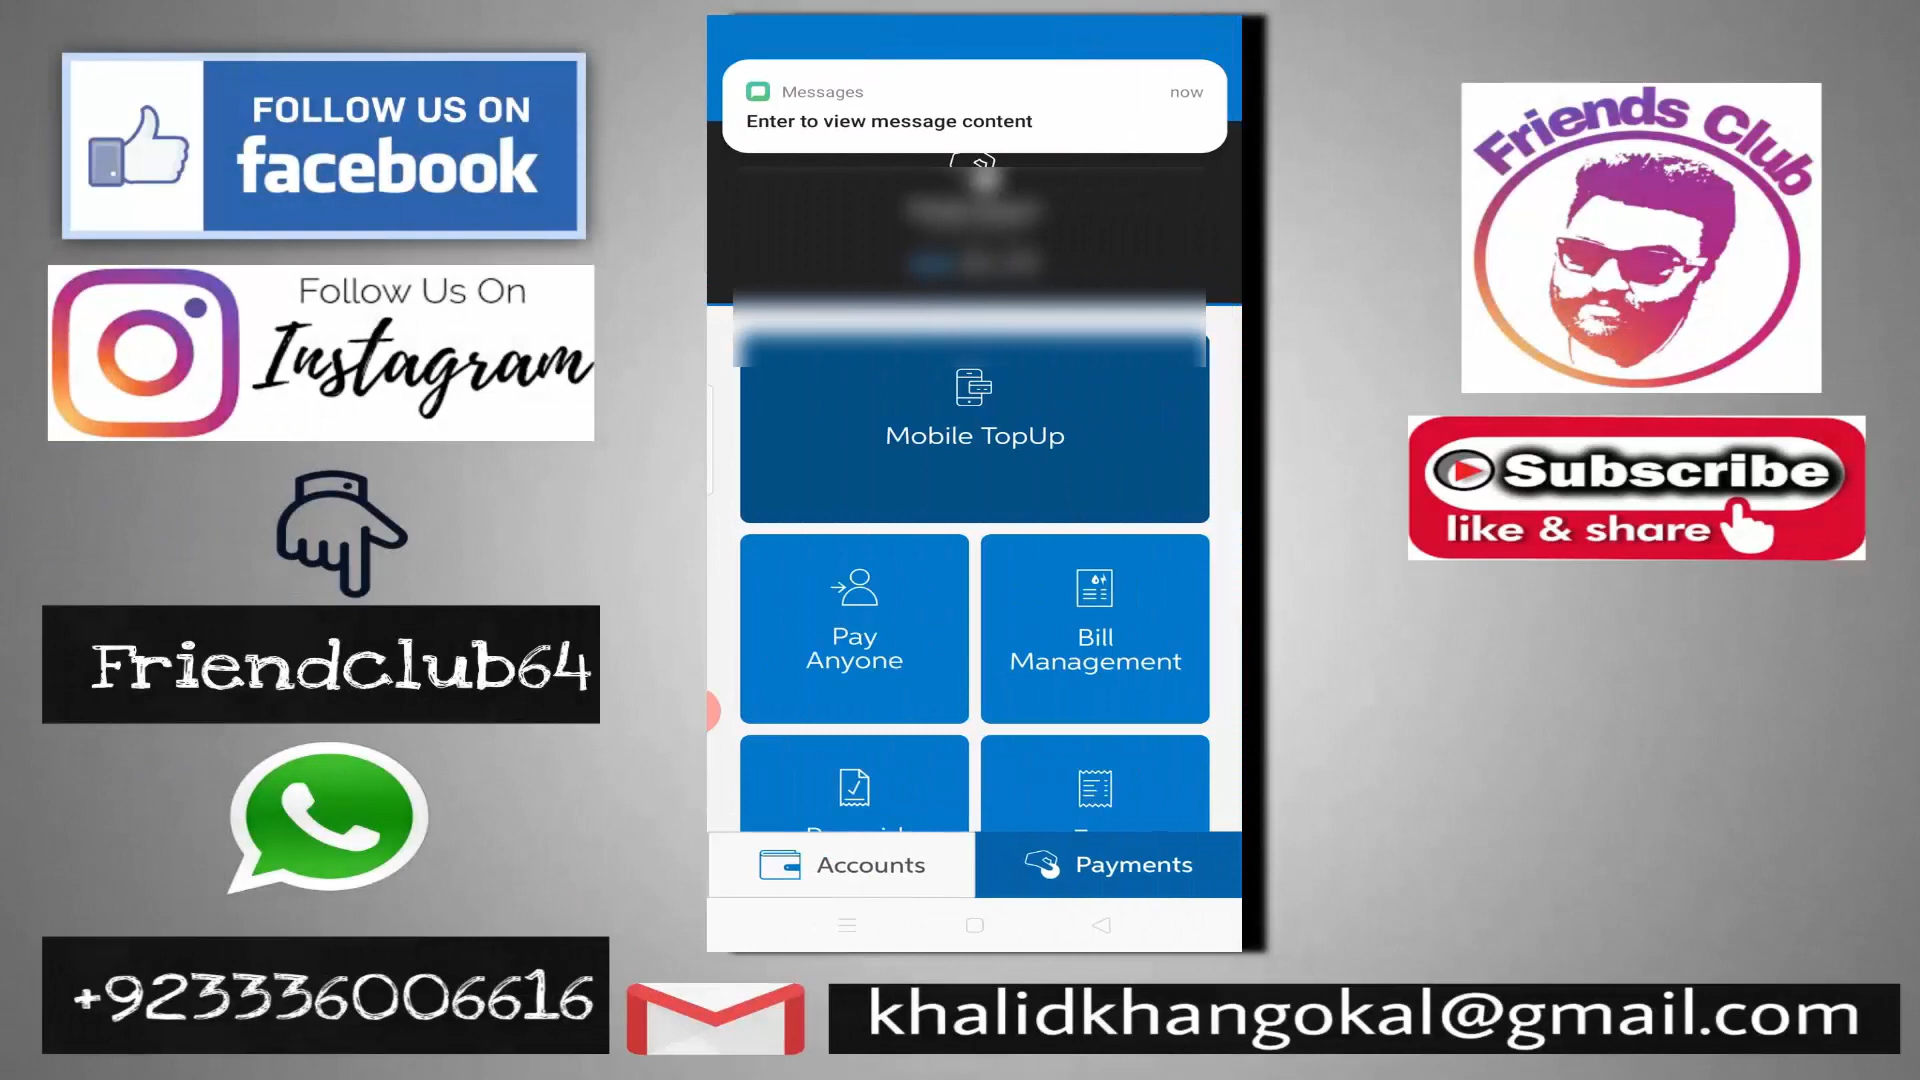 FOLLOW US ON
facebook
Follow Us On
Instagram
Friendclub64
+923336006616
Messages
now
Enter to view message content
Mobile TopUp
Pay
Anyone
Bill
Management
Accounts
Payments
khalidkhangokal@gmail.com
Friends Club
Subscribe
like & share